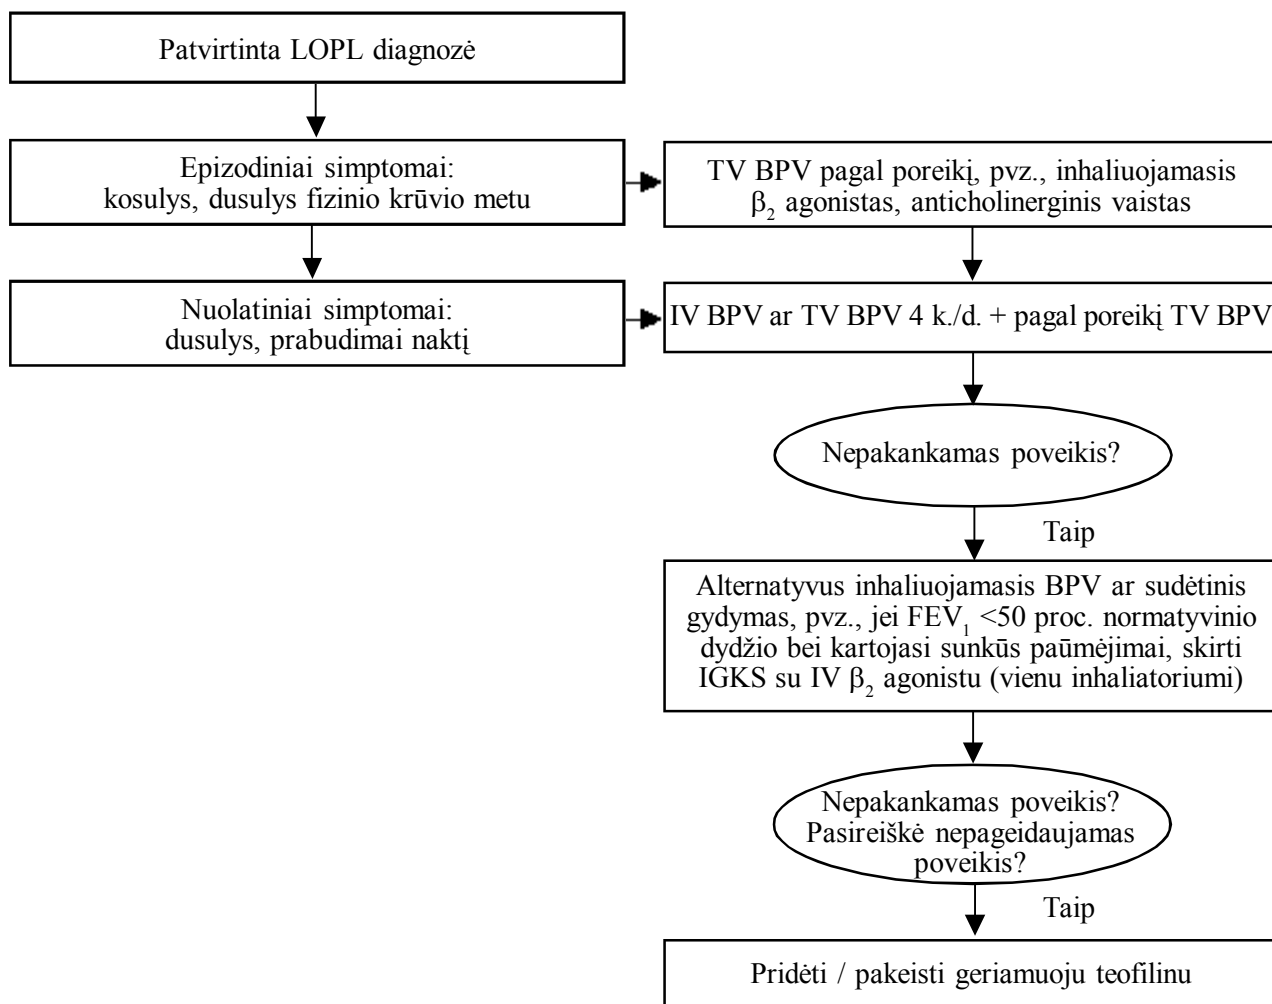 Patvirtinta LOPL diagnozė
Epizodiniai simptomai:
kosulys, dusulys fizinio krūvio metu
TV BPV pagal poreikį, pvz., inhaliuojamasis
β₂ agonistas, anticholinerginis vaistas
Nuolatiniai simptomai:
dusulys, prabudimai naktį
IV BPV ar TV BPV 4 k./d. + pagal poreikį TV BPV
Nepakankamas poveikis?
Taip
Alternatyvus inhaliuojamasis BPV ar sudėtinis
gydymas, pvz., jei FEV₁ <50 proc. normatyvinio
dydžio bei kartojasi sunkūs paūmėjimai, skirti
IGKS su IV β₂ agonistu (vienu inhaliatoriumi)
Nepakankamas poveikis?
Pasireiškė nepageidaujamas
poveikis?
Taip
Pridėti / pakeisti geriamuoju teofilinu